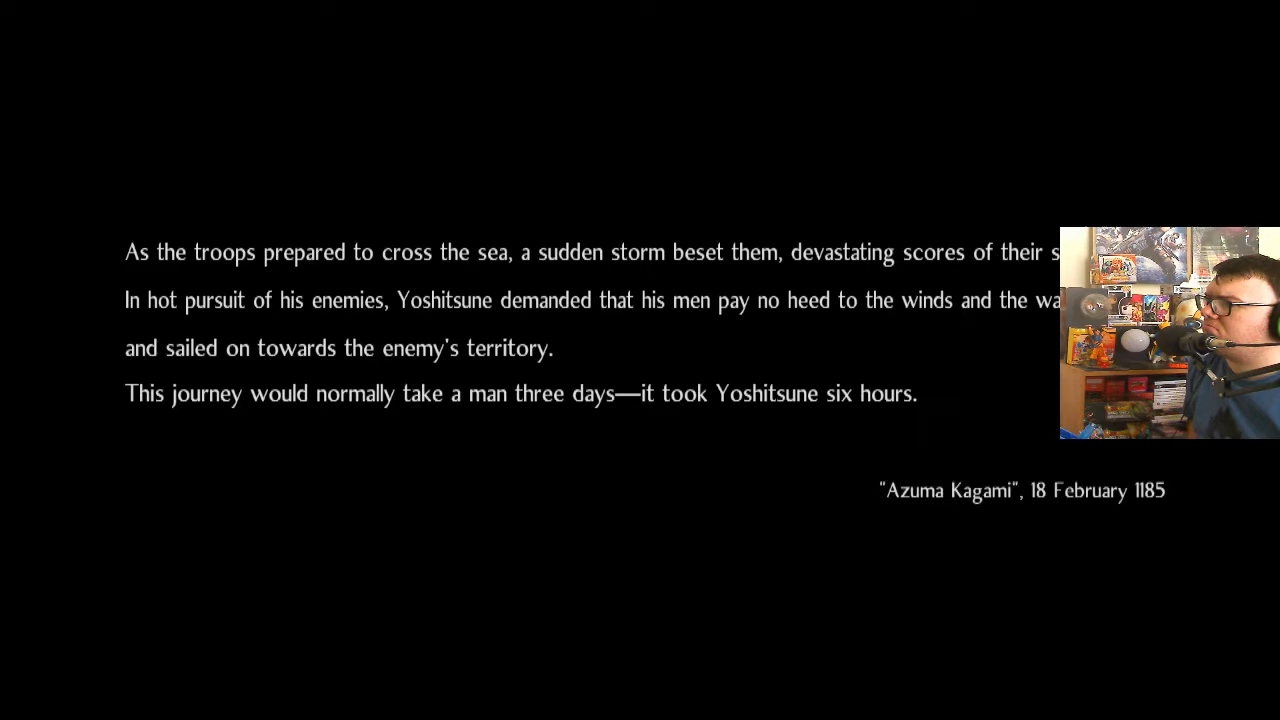 As the troops prepared to cross the sea, a sudden storm beset them, devastating scores of their
In hot pursuit of his enemies, Yoshitsune demanded that his men pay no heed to the winds and the
and sailed on towards the enemy's territory.
This journey would normally take a man three days—it took Yoshitsune six hours.
"Azuma Kagami", 18 February 1185